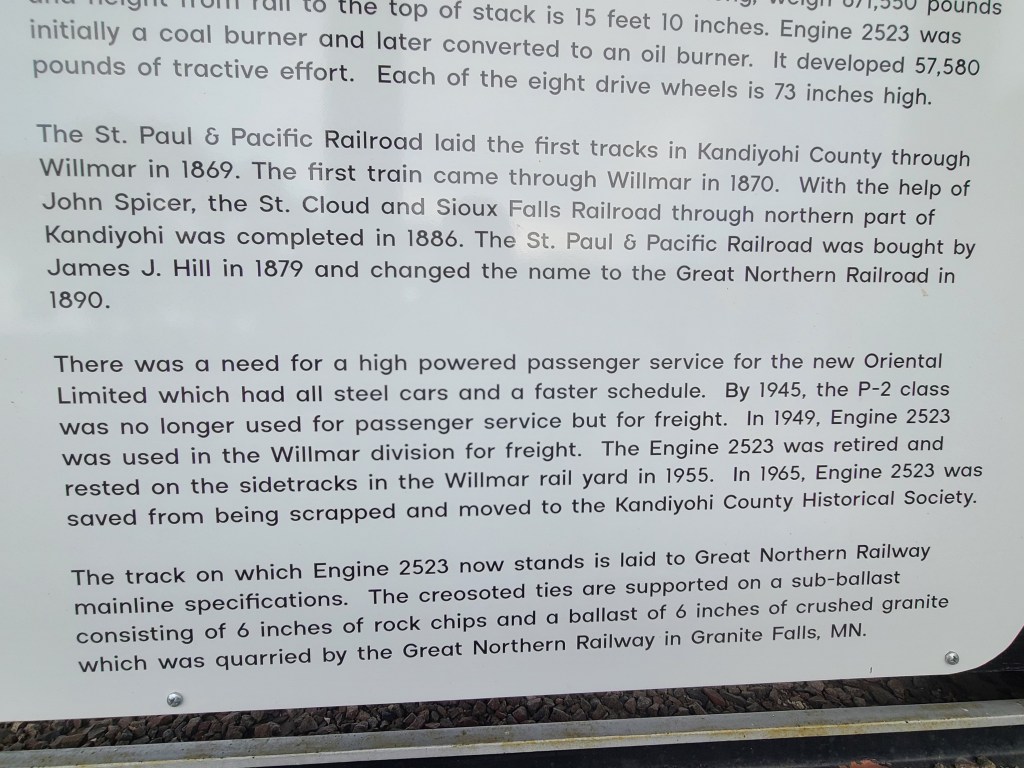 and height from rail to the top of stack is 15 feet 10 inches. Engine 2523 was
initially a coal burner and later converted to an oil burner. It developed 57,580
pounds of tractive effort. Each of the eight drive wheels is 73 inches high.
The St. Paul & Pacific Railroad laid the first tracks in Kandiyohi County through
Willmar in 1869. The first train came through Willmar in 1870. With the help of
John Spicer, the St. Cloud and Sioux Falls Railroad through northern part of
Kandiyohi was completed in 1886. The St. Paul & Pacific Railroad was bought by
James J. Hill in 1879 and changed the name to the Great Northern Railroad in
1890.
There was a need for a high powered passenger service for the new Oriental
Limited which had all steel cars and a faster schedule. By 1945, the P-2 class
was no longer used for passenger service but for freight. In 1949, Engine 2523
was used in the Willmar division for freight. The Engine 2523 was retired and
rested on the sidetracks in the Willmar rail yard in 1955. In 1965, Engine 2523 was
saved from being scrapped and moved to the Kandiyohi County Historical Society.
The track on which Engine 2523 now stands is laid to Great Northern Railway
mainline specifications. The creosoted ties are supported on a sub-ballast
consisting of 6 inches of rock chips and a ballast of 6 inches of crushed granite
which was quarried by the Great Northern Railway in Granite Falls, MN.